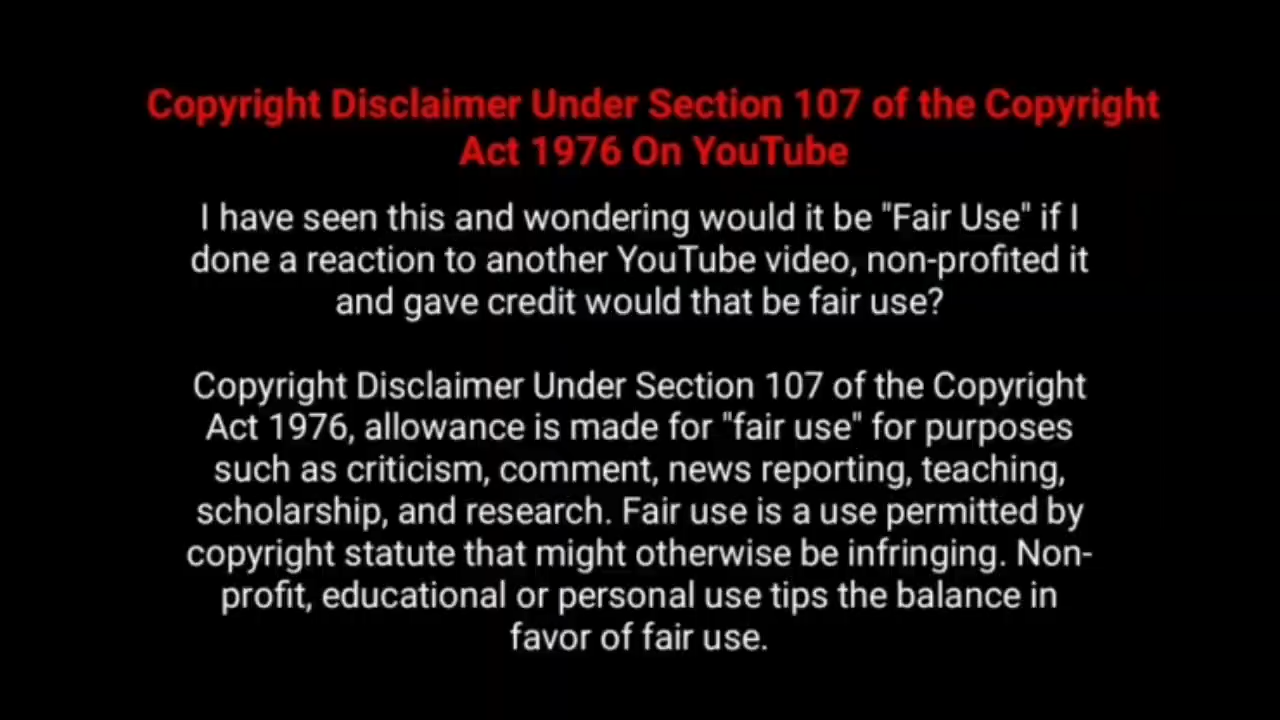 Copyright Disclaimer Under Section 107 of the Copyright
Act 1976 On YouTube
I have seen this and wondering would it be "Fair Use" if I
done a reaction to another YouTube video, non-profited it
and gave credit would that be fair use?
Copyright Disclaimer Under Section 107 of the Copyright
Act 1976, allowance is made for "fair use" for purposes
such as criticism, comment, news reporting, teaching,
scholarship, and research. Fair use is a use permitted by
copyright statute that might otherwise be infringing. Non-
profit, educational or personal use tips the balance in
favor of fair use.